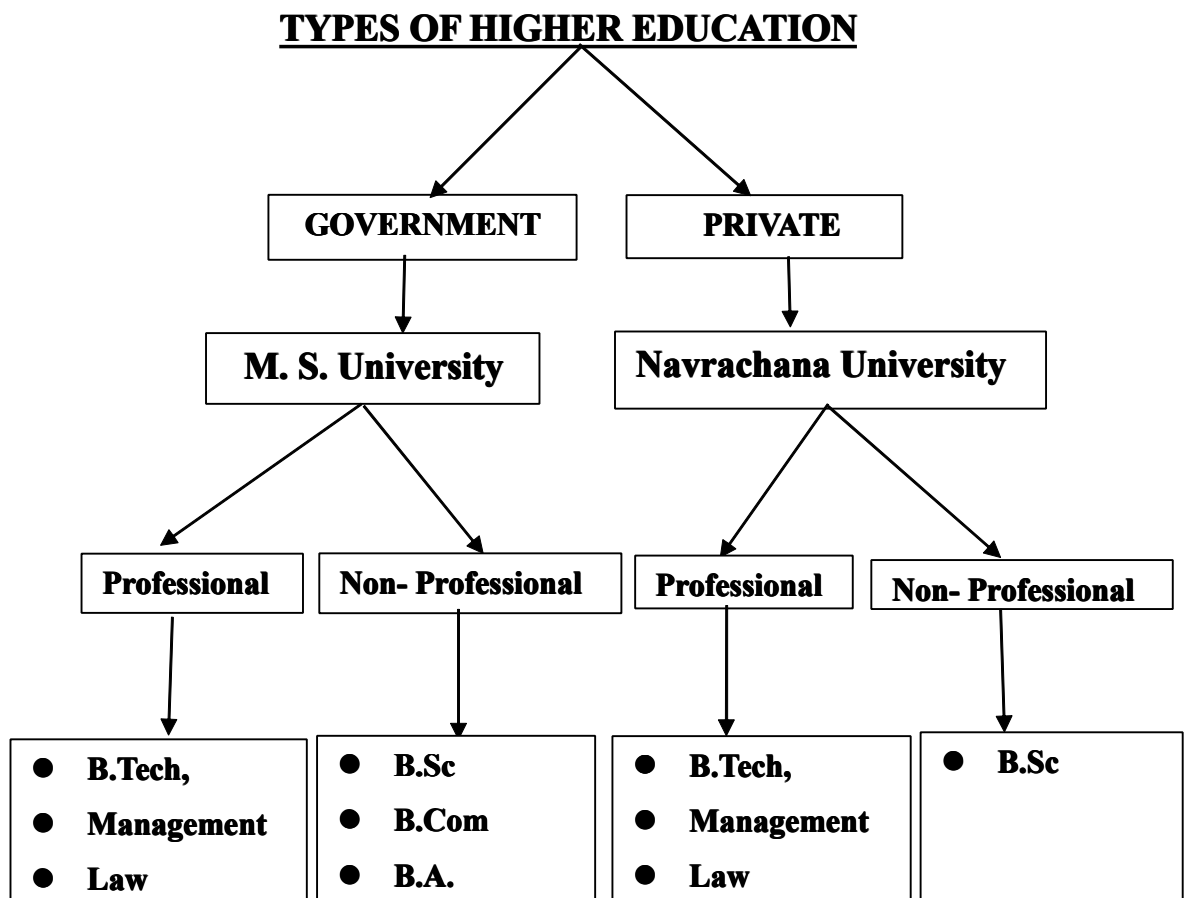 TYPES OF HIGHER EDUCATION
GOVERNMENT
PRIVATE
M. S. University
Navrachana University
Professional
Non- Professional
Professional
Non- Professional
● B.Tech,
● Management
● Law
● B.Sc
● B.Com
● B.A.
● B.Tech,
● Management
● Law
● B.Sc